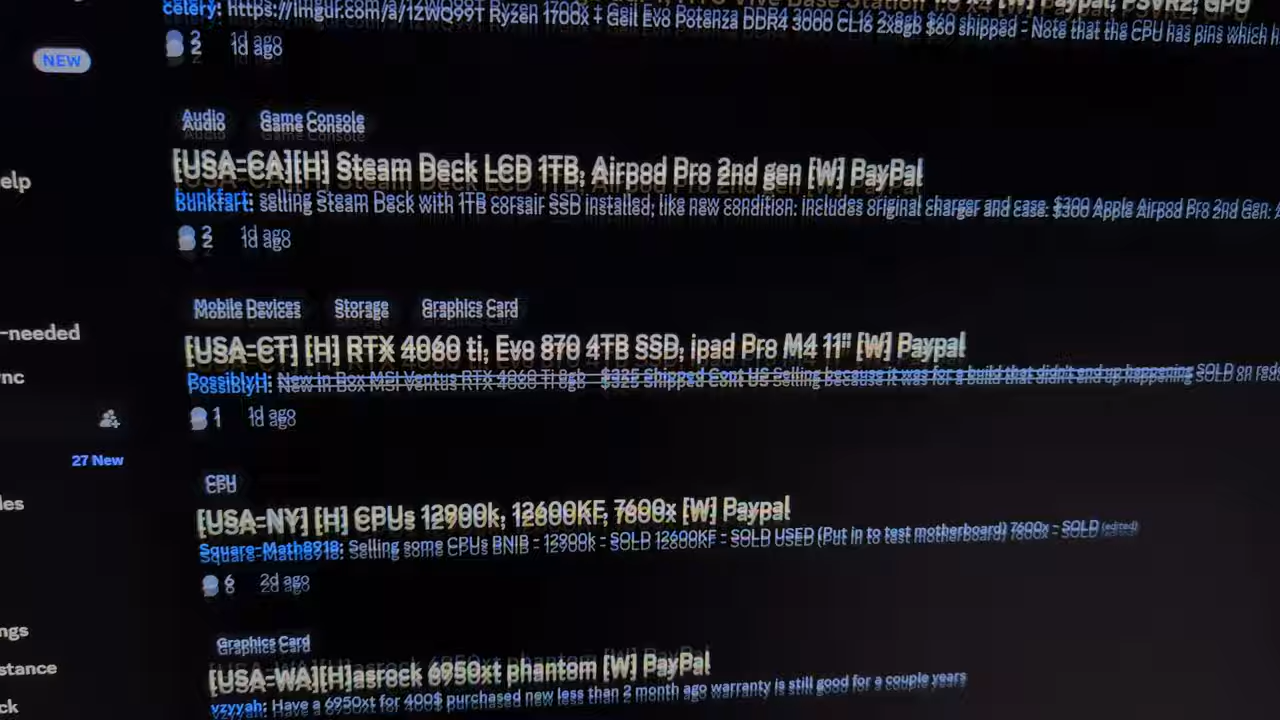 Vive Base Station [W] Paypal, PSVR2, GPU
celery: https://imgur.com/a/1ZWQ99T Ryzen 1700x + Geil Evo Potenza DDR4 3000 CL16 2x8gb $60 shipped - Note that the CPU has pins which h
2 1d ago
NEW
Audio Game Console
[USA-CA][H] Steam Deck LCD 1TB, Airpod Pro 2nd gen [W] PayPal
elp
bunkfart: selling Steam Deck with 1TB corsair SSD installed; like new condition: includes original charger and case: $300 Apple Airpod Pro 2nd Gen: A
2 1d ago
Mobile Devices Storage Graphics Card
-needed
[USA-CT] [H] RTX 4060 ti, Evo 870 4TB SSD, ipad Pro M4 11" [W] Paypal
nc
PossiblyH: New in Box MSI Ventus RTX 4060 Ti 8gb - $325 Shipped Cont US Selling because it was for a build that didn't end up happening SOLD on redd
1 1d ago
27 New
CPU
les
[USA-NY] [H] CPUs 12900k, 12600KF, 7600x [W] Paypal
Square-Math8918: Selling some CPUs BNIB - 12900k - SOLD 12600KF - SOLD USED (Put in to test motherboard) 7600x - SOLD (edited)
6 2d ago
ngs
Graphics Card
stance
[USA-WA][H]asrock 6950xt phantom [W] PayPal
ck
vzyyah: Have a 6950xt for 400$ purchased new less than 2 month ago warranty is still good for a couple years